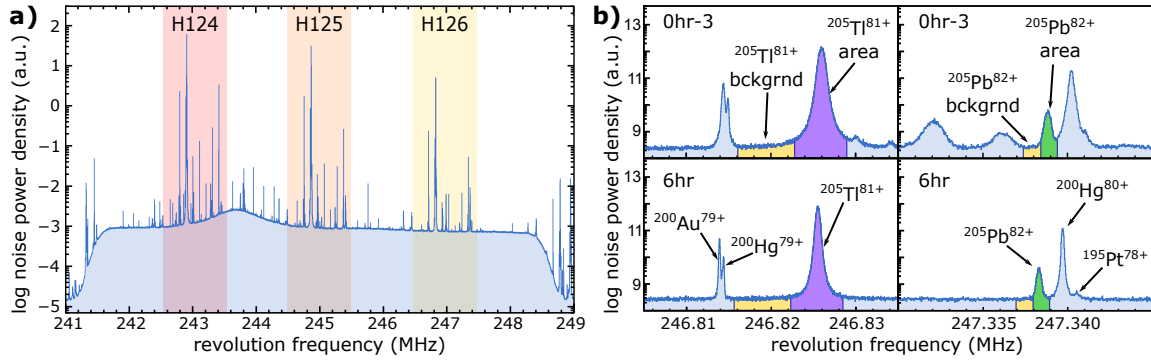 a)
H124
H125
H126
log noise power density (a.u.)
2
1
0
−1
−2
−3
−4
−5
241
242
243
244
245
246
247
248
249
revolution frequency (MHz)
b)
log noise power density (a.u.)
0hr-3
²⁰⁵Tl⁸¹⁺
area
²⁰⁵Tl⁸¹⁺
bckgrnd
13
11
9
0hr-3
²⁰⁵Pb⁸²⁺
area
²⁰⁵Pb⁸²⁺
bckgrnd
6hr
²⁰⁵Tl⁸¹⁺
²⁰⁰Au⁷⁹⁺
²⁰⁰Hg⁷⁹⁺
13
11
9
6hr
²⁰⁰Hg⁸⁰⁺
²⁰⁵Pb⁸²⁺
¹⁹⁵Pt⁷⁸⁺
246.81
246.82
246.83
247.335
247.340
revolution frequency (MHz)